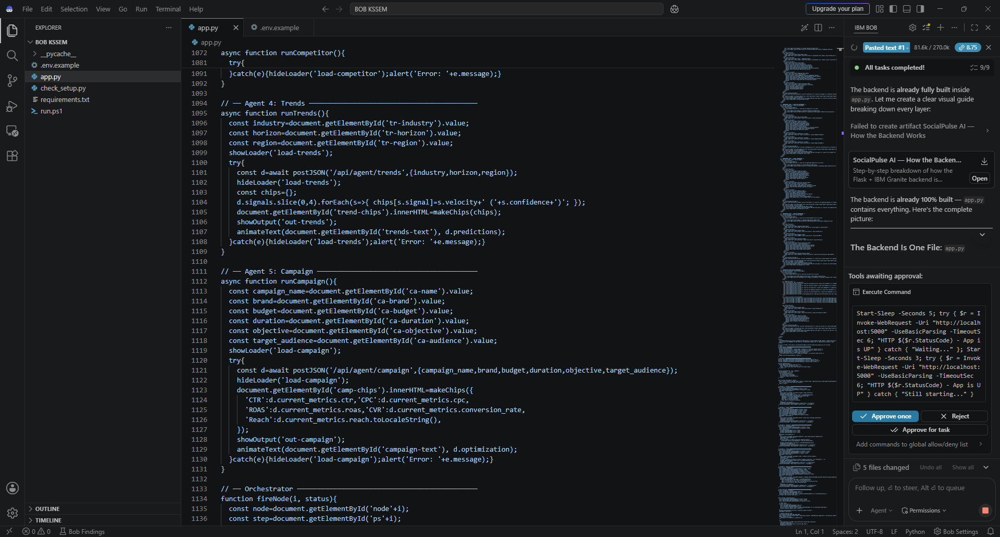 File Edit Selection View Go Run Terminal Help
BOB KSSEM
Upgrade your plan
EXPLORER
BOB KSSEM
__pycache__
.env.example
app.py
check_setup.py
requirements.txt
run.ps1
OUTLINE
TIMELINE
app.py
.env.example
app.py
1072 async function runCompetitor(){
1081 try{
1091 }catch(e){hideLoader('load-competitor');alert('Error: '+e.message);}
1092 }
1093
1094 // —— Agent 4: Trends ————————————————————
1095 async function runTrends(){
1096 const industry=document.getElementById('tr-industry').value;
1097 const horizon=document.getElementById('tr-horizon').value;
1098 const region=document.getElementById('tr-region').value;
1099 showLoader('load-trends');
1100 try{
1101 const d=await postJSON('/api/agent/trends',{industry,horizon,region});
1102 hideLoader('load-trends');
1103 const chips={};
1104 d.signals.slice(0,4).forEach(s=>{ chips[s.signal]=s.velocity+' ('+s.confidence+')'; });
1105 document.getElementById('trend-chips').innerHTML=makeChips(chips);
1106 showOutput('out-trends');
1107 animateText(document.getElementById('trends-text'), d.predictions);
1108 }catch(e){hideLoader('load-trends');alert('Error: '+e.message);}
1109 }
1110
1111 // —— Agent 5: Campaign ————————————————————
1112 async function runCampaign(){
1113 const campaign_name=document.getElementById('ca-name').value;
1114 const brand=document.getElementById('ca-brand').value;
1115 const budget=document.getElementById('ca-budget').value;
1116 const duration=document.getElementById('ca-duration').value;
1117 const objective=document.getElementById('ca-objective').value;
1118 const target_audience=document.getElementById('ca-audience').value;
1119 showLoader('load-campaign');
1120 try{
1121 const d=await postJSON('/api/agent/campaign',{campaign_name,brand,budget,duration,objective,target_audience});
1122 hideLoader('load-campaign');
1123 document.getElementById('camp-chips').innerHTML=makeChips({
1124 'CTR':d.current_metrics.ctr,'CPC':d.current_metrics.cpc,
1125 'ROAS':d.current_metrics.roas,'CVR':d.current_metrics.conversion_rate,
1126 'Reach':d.current_metrics.reach.toLocaleString(),
1127 });
1128 showOutput('out-campaign');
1129 animateText(document.getElementById('campaign-text'), d.optimization);
1130 }catch(e){hideLoader('load-campaign');alert('Error: '+e.message);}
1131 }
1132
1133 // —— Orchestrator ————————————————————
1134 function fireNode(i, status){
1135 const node=document.getElementById('node'+i);
1136 const step=document.getElementById('ps'+i);
IBM BOB
Pasted text #1 - 81.6k / 270.0k 8.75
All tasks completed! 9/9
The backend is already fully built inside
app.py. Let me create a clear visual guide
breaking down every layer:
Failed to create artifact SocialPulse AI —
How the Backend Works
SocialPulse AI — How the Backen...
Step-by-step breakdown of how the
Flask + IBM Granite backend is...
Open
The backend is already 100% built — app.py
contains everything. Here's the complete
picture:
The Backend Is One File: app.py
Tools awaiting approval:
Execute Command
Start-Sleep -Seconds 5; try { $r = I
nvoke-WebRequest -Uri "http://localh
ost:5000" -UseBasicParsing -TimeoutS
ec 6; "HTTP $($r.StatusCode) - App i
s UP" } catch { "Waiting..." }; Star
t-Sleep -Seconds 3; try { $r = Invok
e-WebRequest -Uri "http://localhost:
5000" -UseBasicParsing -TimeoutSec
6; "HTTP $($r.StatusCode) - App is U
P" } catch { "Still starting..." }
Approve once
Reject
Approve for task
Add commands to global allow/deny list
5 files changed Undo all Show all
Follow up, ⏎ to steer, Alt ⏎ to queue
Agent Permissions
0 0 Bob Findings
Ln 1, Col 1 Spaces: 2 UTF-8 LF Python Bob Settings